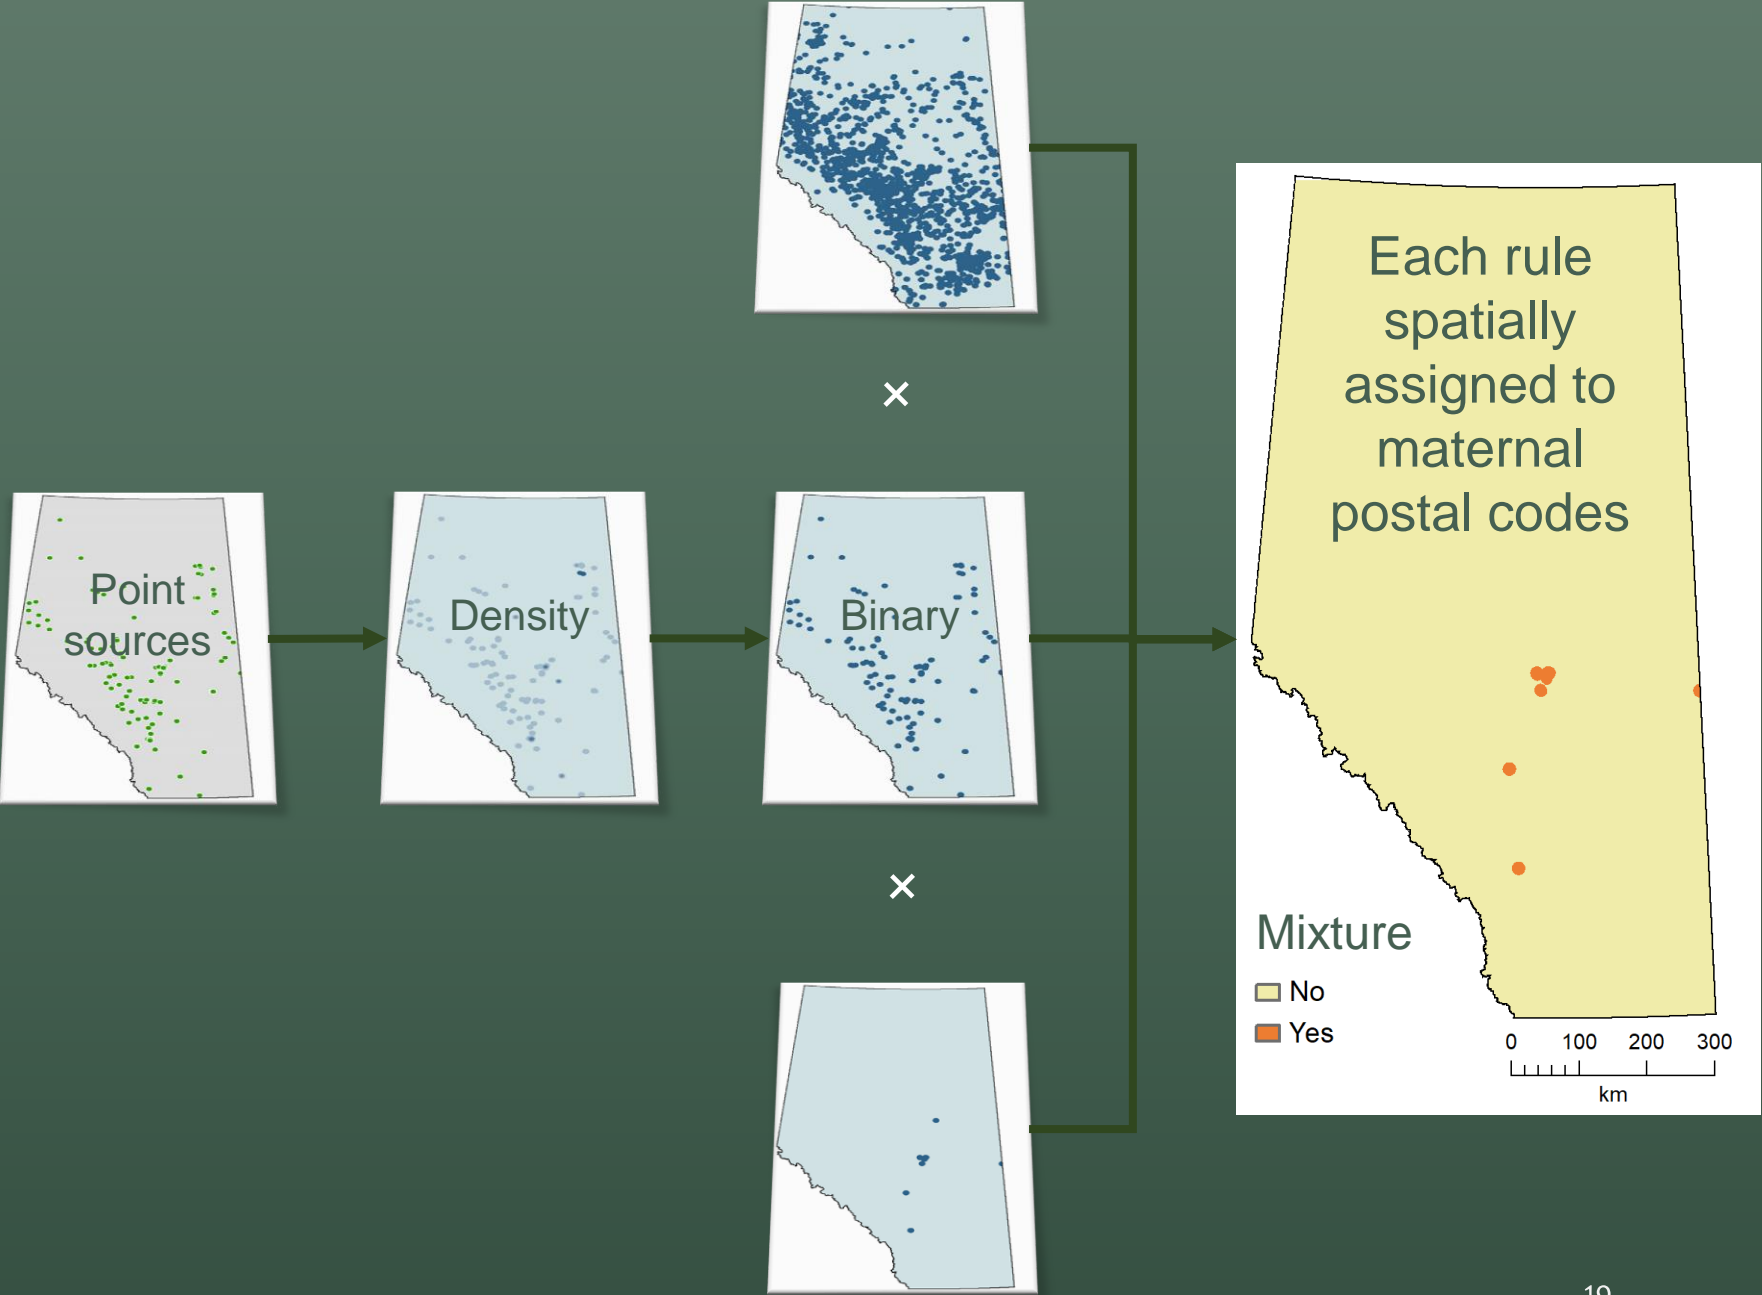 Point
sources
Density
Binary
×
×
Each rule
spatially
assigned to
maternal
postal codes
Mixture
No
Yes
0 100 200 300
km
19